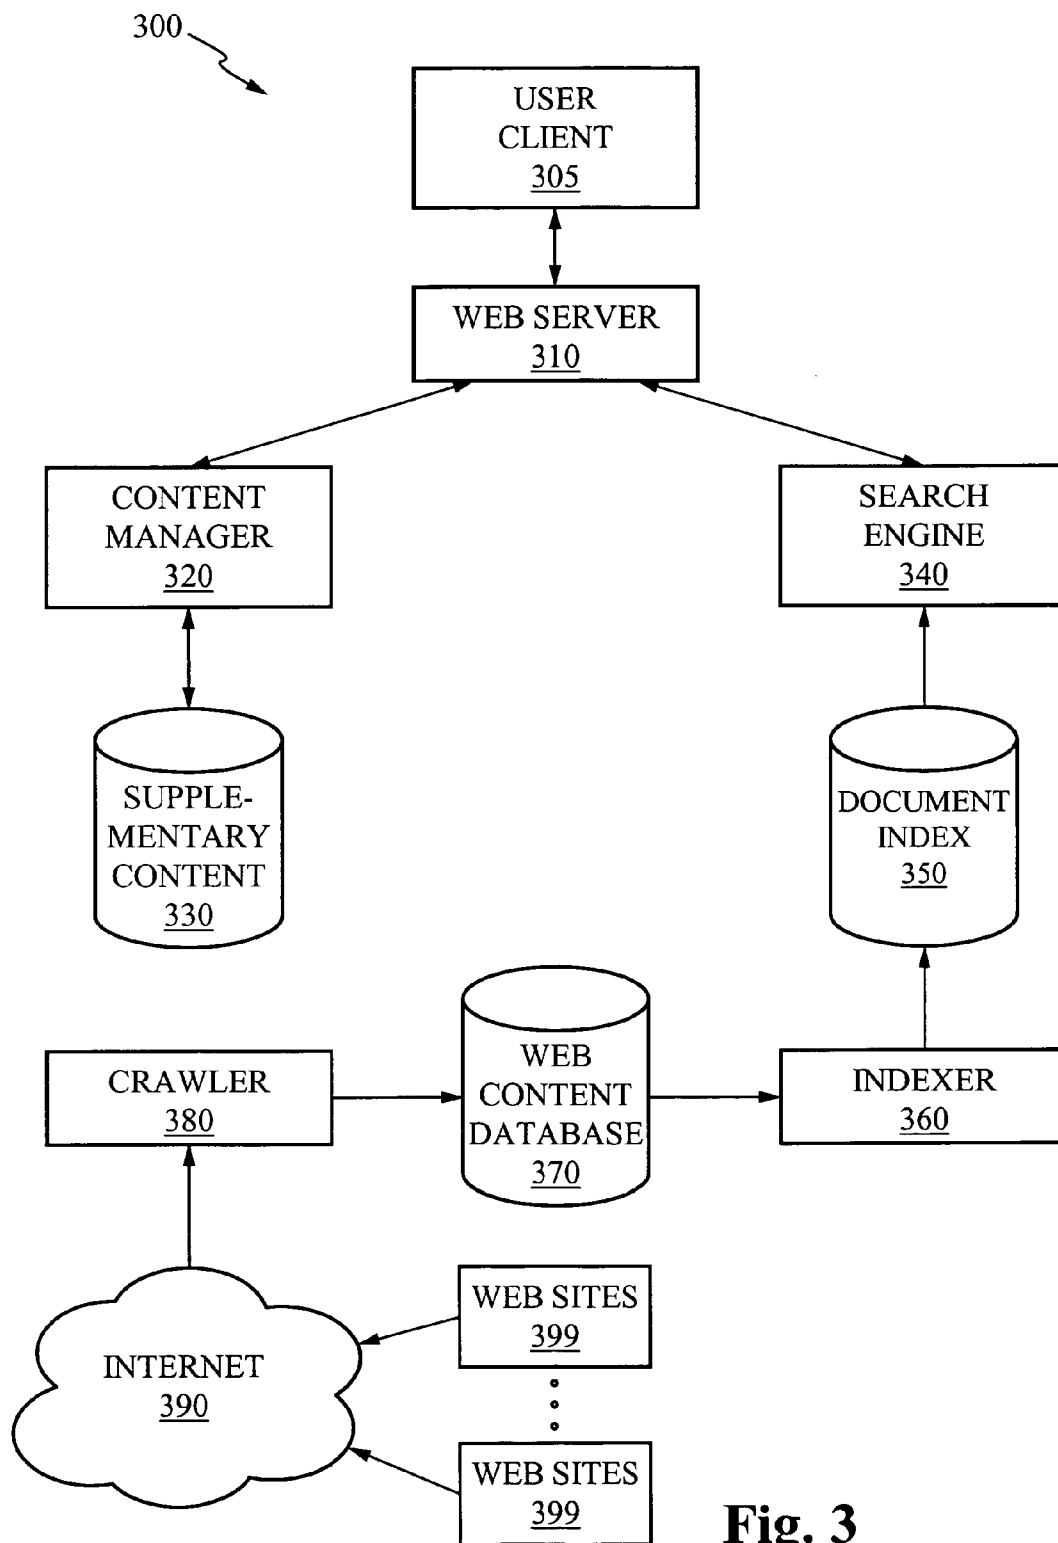 300
USER
CLIENT
305
WEB SERVER
310
CONTENT
MANAGER
320
SEARCH
ENGINE
340
SUPPLE-
MENTARY
CONTENT
330
DOCUMENT
INDEX
350
CRAWLER
380
WEB
CONTENT
DATABASE
370
INDEXER
360
INTERNET
390
WEB SITES
399
WEB SITES
399
Fig. 3